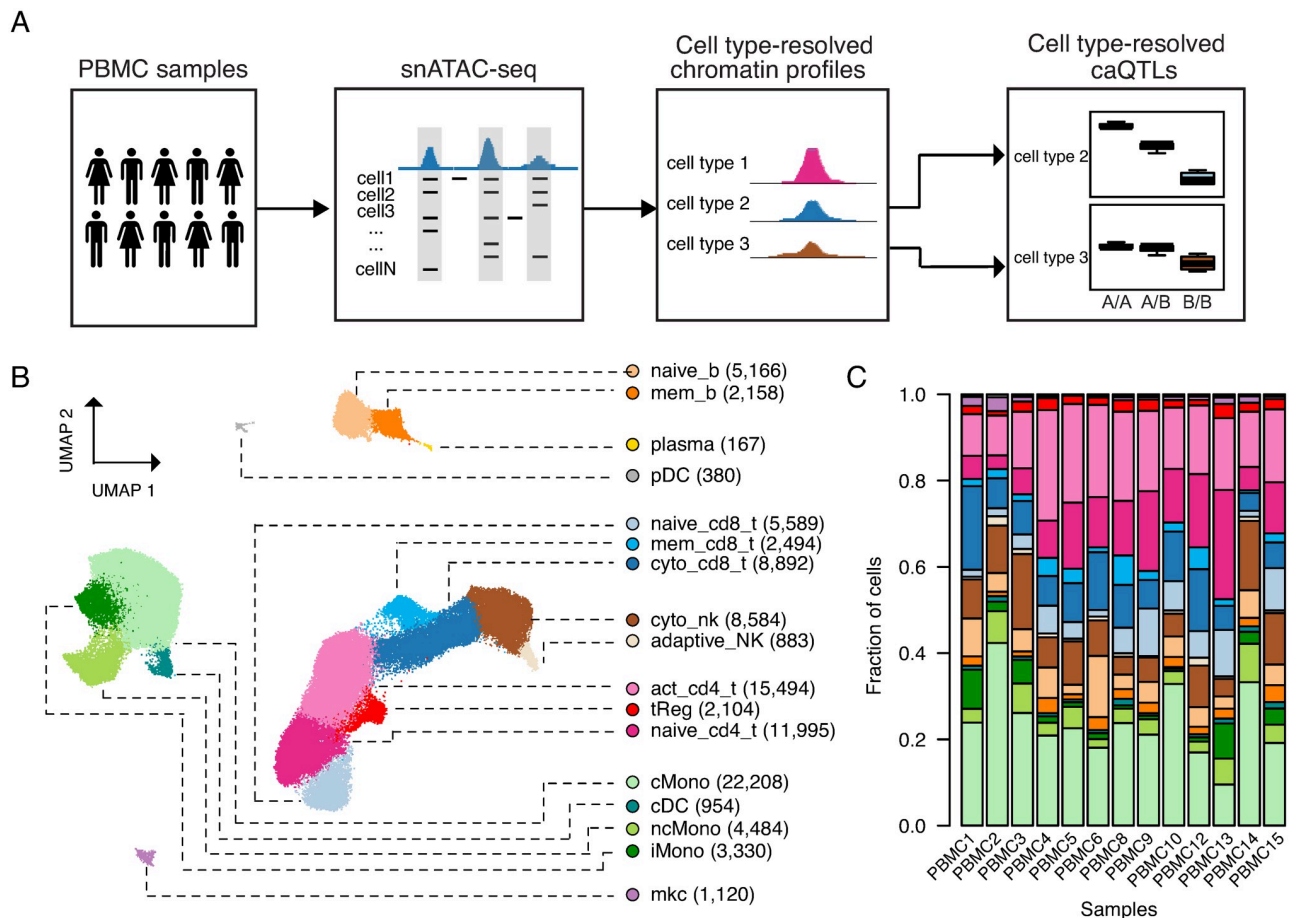 A
PBMC samples
snATAC-seq
cell1
cell2
cell3
...
...
cellN
Cell type-resolved
chromatin profiles
cell type 1
cell type 2
cell type 3
Cell type-resolved
caQTLs
cell type 2
cell type 3
A/A A/B B/B
B
UMAP 2
UMAP 1
naive_b (5,166)
mem_b (2,158)
plasma (167)
pDC (380)
naive_cd8_t (5,589)
mem_cd8_t (2,494)
cyto_cd8_t (8,892)
cyto_nk (8,584)
adaptive_NK (883)
act_cd4_t (15,494)
tReg (2,104)
naive_cd4_t (11,995)
cMono (22,208)
cDC (954)
ncMono (4,484)
iMono (3,330)
mkc (1,120)
C
Fraction of cells
1.0
0.8
0.6
0.4
0.2
0.0
PBMC1
PBMC2
PBMC3
PBMC4
PBMC5
PBMC6
PBMC8
PBMC9
PBMC10
PBMC12
PBMC13
PBMC14
PBMC15
Samples